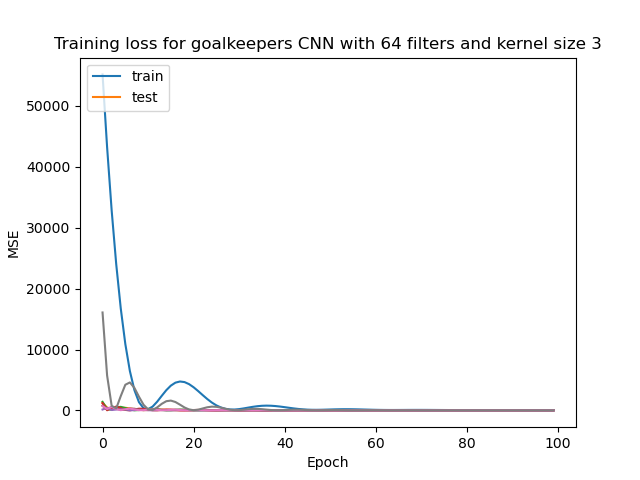 Training loss for goalkeepers CNN with 64 filters and kernel size 3
train
test
50000
40000
30000
20000
10000
0
MSE
0 20 40 60 80 100
Epoch